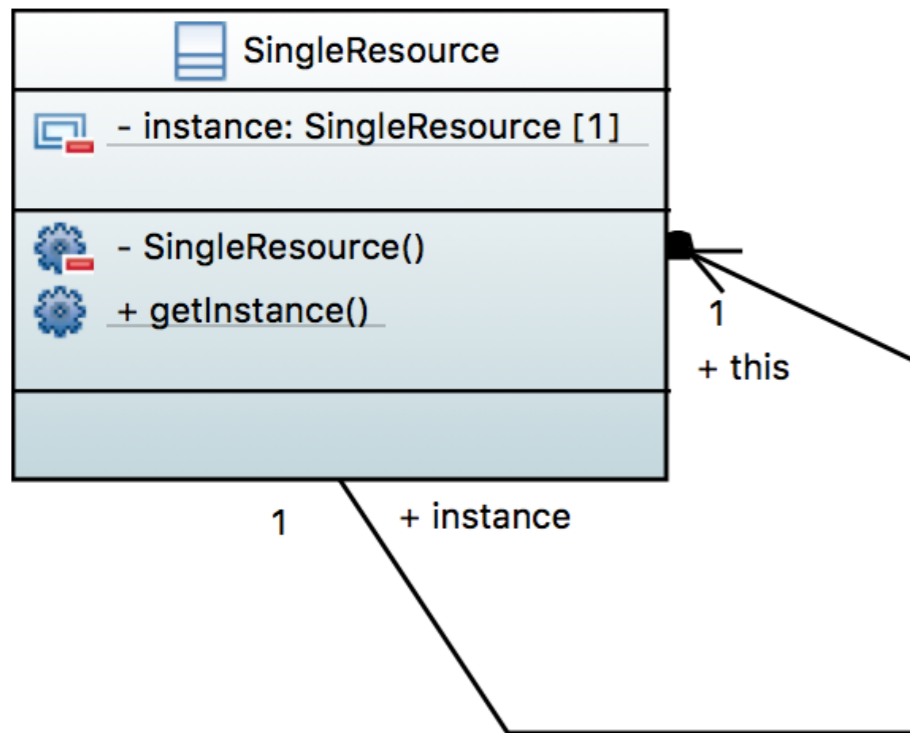 SingleResource
- instance: SingleResource [1]
- SingleResource()
+ getInstance()
1
+ this
1
+ instance